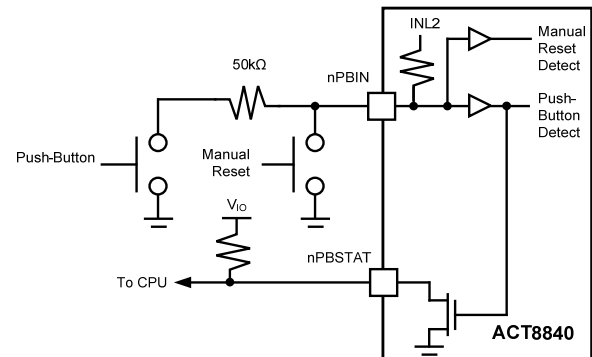 INL2
Manual
Reset
Detect
50kΩ
nPBIN
Push-
Button
Detect
Push-Button
Manual
Reset
VIO
nPBSTAT
To CPU
ACT8840